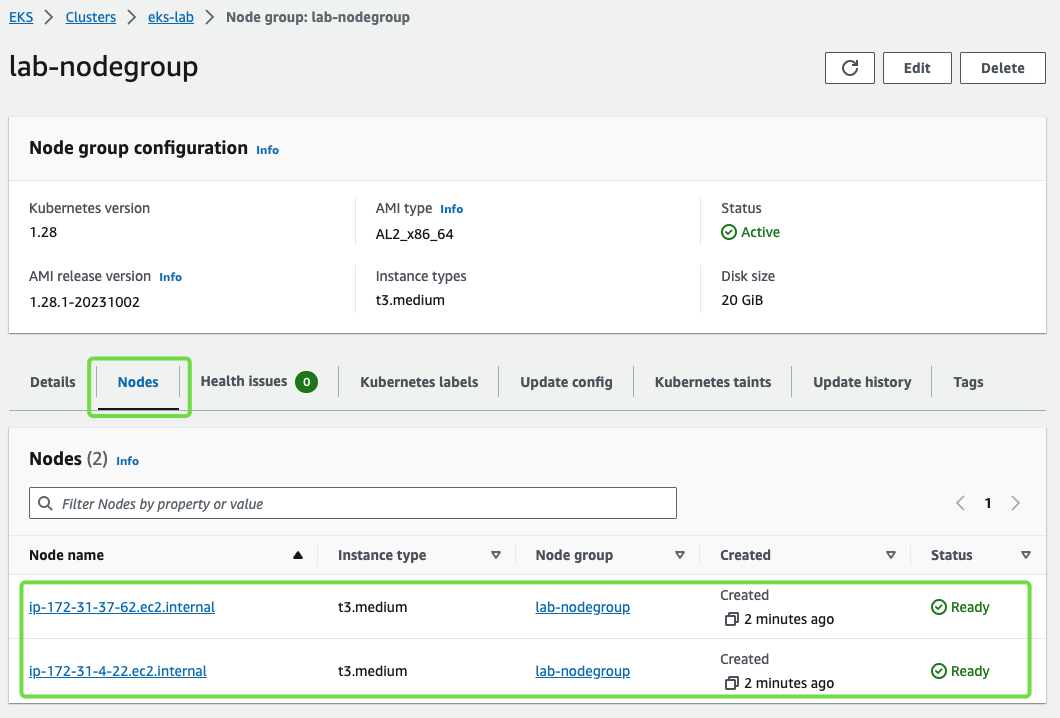 EKS > Clusters > eks-lab > Node group: lab-nodegroup
lab-nodegroup
Edit Delete
Node group configuration Info
Kubernetes version AMI type Info Status
1.28 AL2_x86_64 Active
AMI release version Info Instance types Disk size
1.28.1-20231002 t3.medium 20 GiB
Details Nodes Health issues 0 Kubernetes labels Update config Kubernetes taints Update history Tags
Nodes (2) Info
Filter Nodes by property or value < 1 >
Node name Instance type Node group Created Status
Created
ip-172-31-37-62.ec2.internal t3.medium lab-nodegroup Ready
2 minutes ago
Created
ip-172-31-4-22.ec2.internal t3.medium lab-nodegroup Ready
2 minutes ago